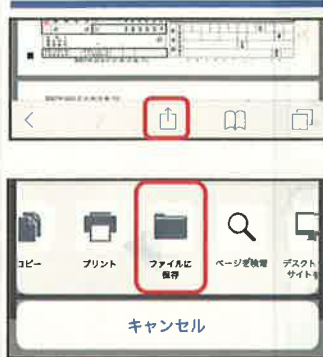 コピー
プリント
ファイルに
保存
ページを検索
デスクト
サイトを
キャンセル